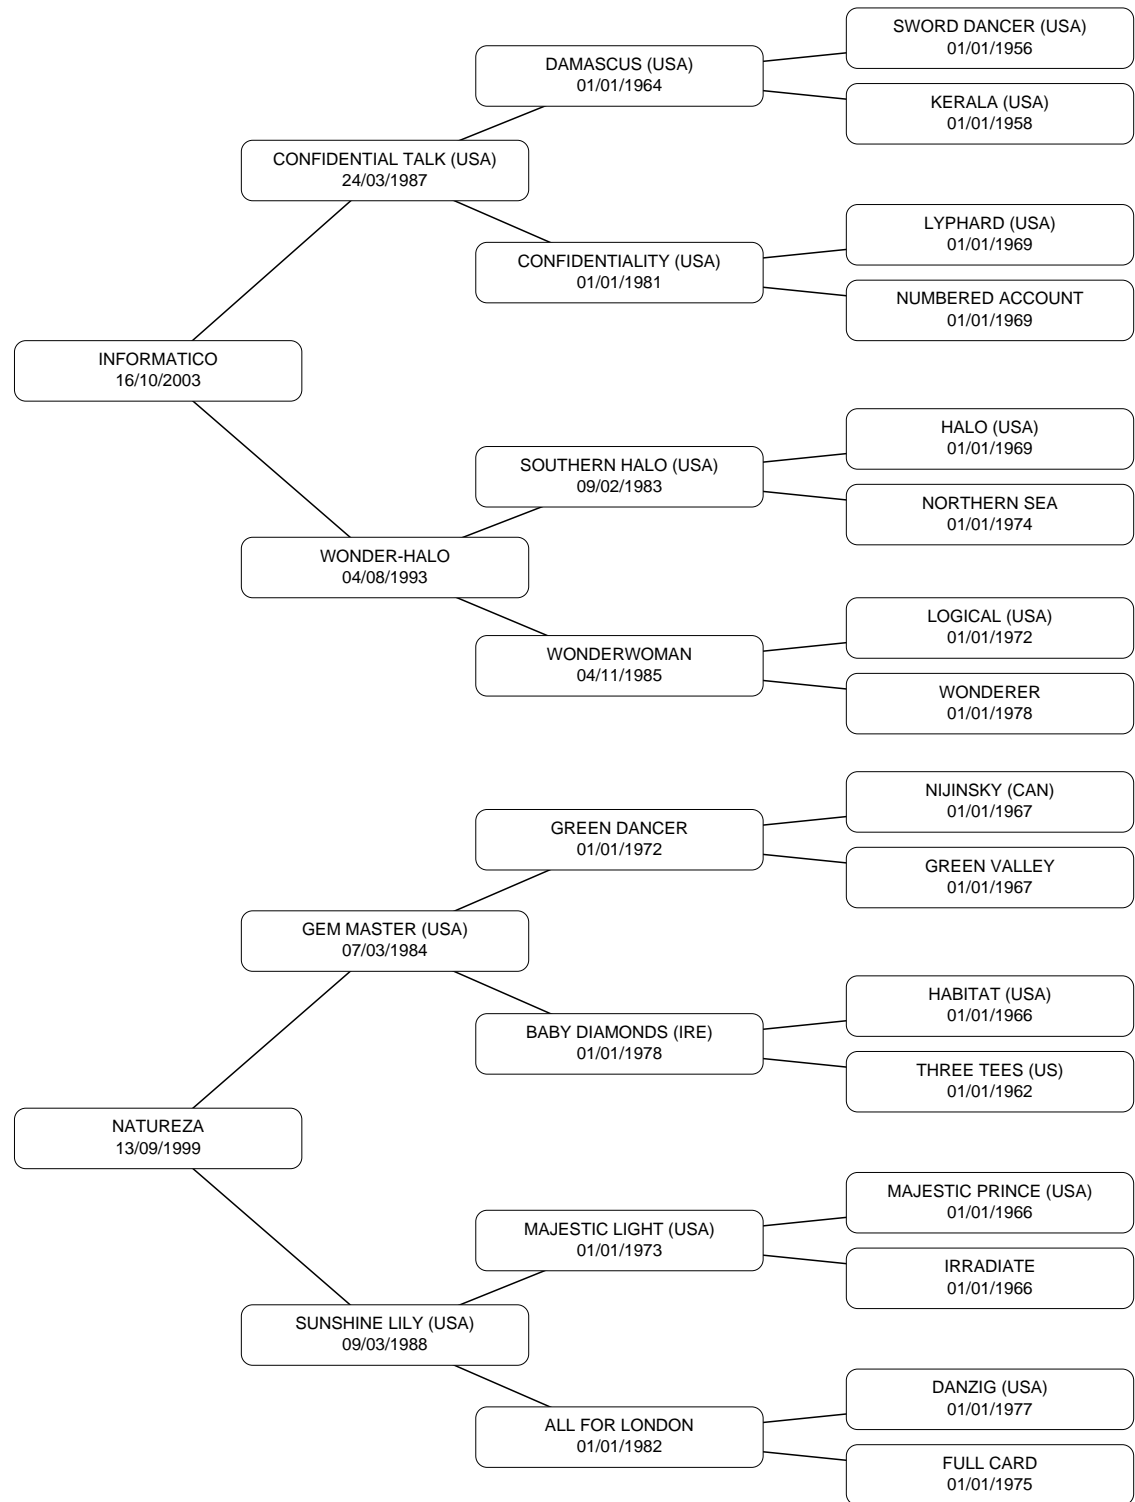 SWORD DANCER (USA)
01/01/1956
DAMASCUS (USA)
01/01/1964
KERALA (USA)
01/01/1958
CONFIDENTIAL TALK (USA)
24/03/1987
LYPHARD (USA)
01/01/1969
CONFIDENTIALITY (USA)
01/01/1981
NUMBERED ACCOUNT
01/01/1969
INFORMATICO
16/10/2003
HALO (USA)
01/01/1969
SOUTHERN HALO (USA)
09/02/1983
NORTHERN SEA
01/01/1974
WONDER-HALO
04/08/1993
LOGICAL (USA)
01/01/1972
WONDERWOMAN
04/11/1985
WONDERER
01/01/1978
NIJINSKY (CAN)
01/01/1967
GREEN DANCER
01/01/1972
GREEN VALLEY
01/01/1967
GEM MASTER (USA)
07/03/1984
HABITAT (USA)
01/01/1966
BABY DIAMONDS (IRE)
01/01/1978
THREE TEES (US)
01/01/1962
NATUREZA
13/09/1999
MAJESTIC PRINCE (USA)
01/01/1966
MAJESTIC LIGHT (USA)
01/01/1973
IRRADIATE
01/01/1966
SUNSHINE LILY (USA)
09/03/1988
DANZIG (USA)
01/01/1977
ALL FOR LONDON
01/01/1982
FULL CARD
01/01/1975